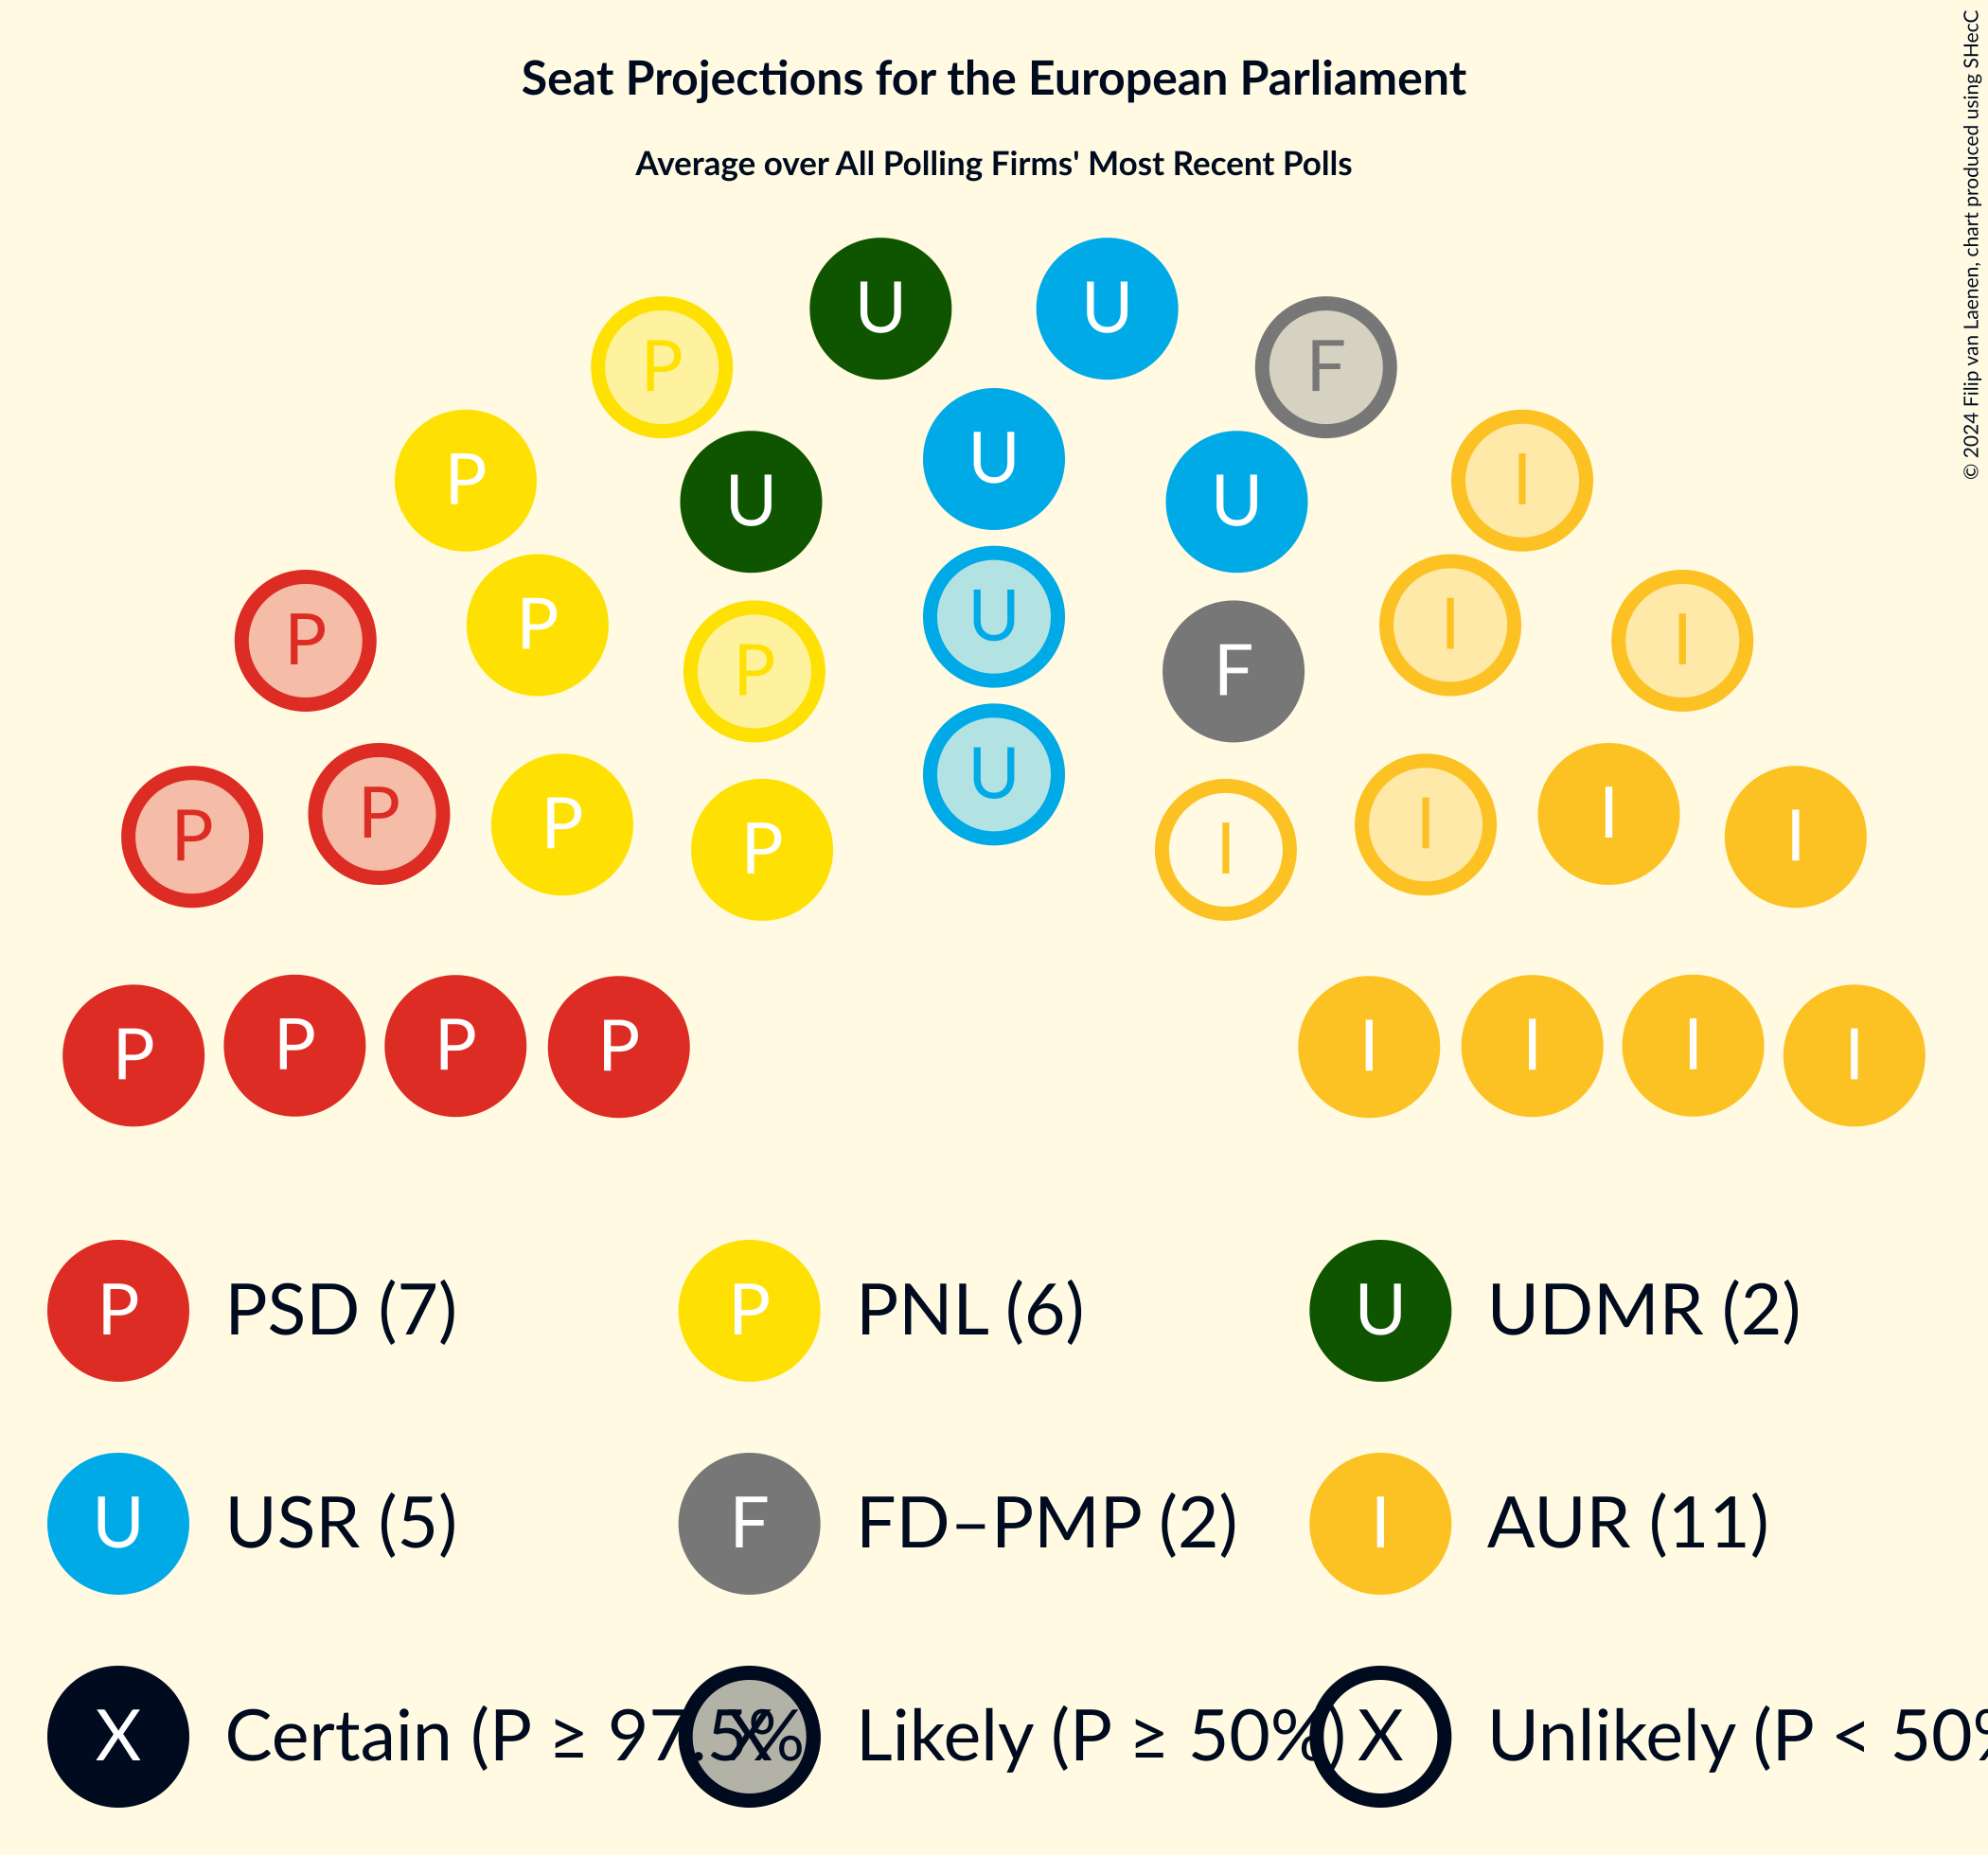 Seat Projections for the European Parliament
Average over All Polling Firms' Most Recent Polls
© 2024 Filip van Laenen, chart produced using SHecC
U U
P F
U
P U U I
P P U I I
P P F
P P P P U I I I I
P P P P I I I I
P PSD (7) P PNL (6) U UDMR (2)
U USR (5) F FD–PMP (2) I AUR (11)
X Certain (P ≥ 97.5% X Likely (P ≥ 50%) X Unlikely (P < 50%